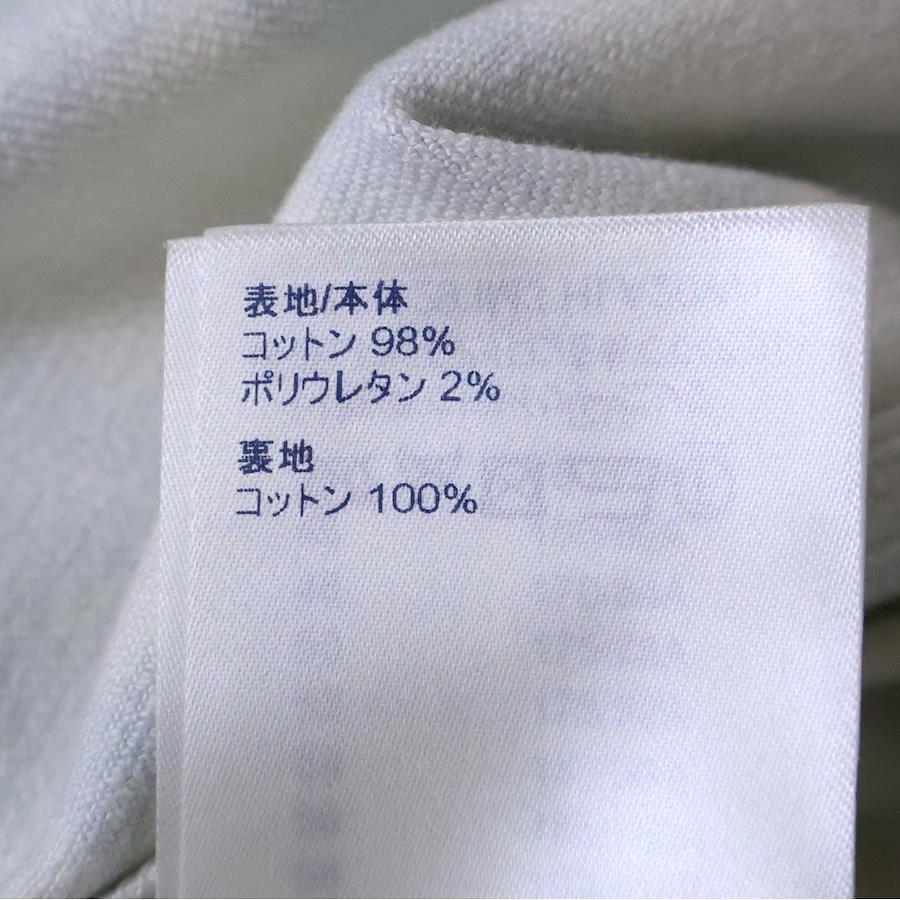 表地/本体
コットン 98%
ポリウレタン 2%
裏地
コットン 100%